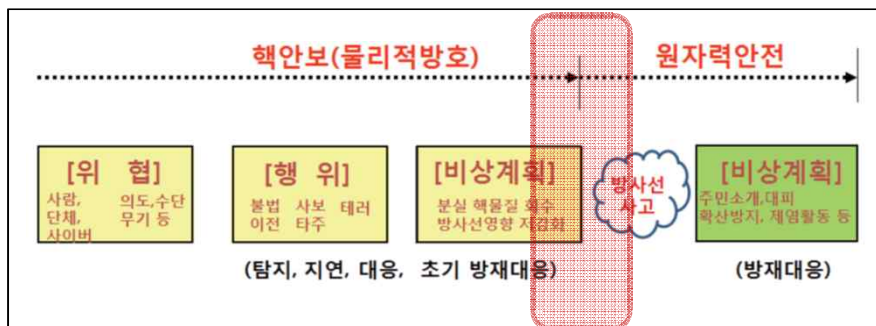 핵안보(물리적방호)
원자력안전
[위 협]
사람, 의도,수단
단체, 무기 등
사이버
[행 위]
불법 사보 테러
이전 타주
[비상계획]
분실 핵물질 회수
방사선영향 저감화
방사선
사고
[비상계획]
주민소개,대피
확산방지, 제염활동 등
(탐지, 지연, 대응, 초기 방재대응)
(방재대응)